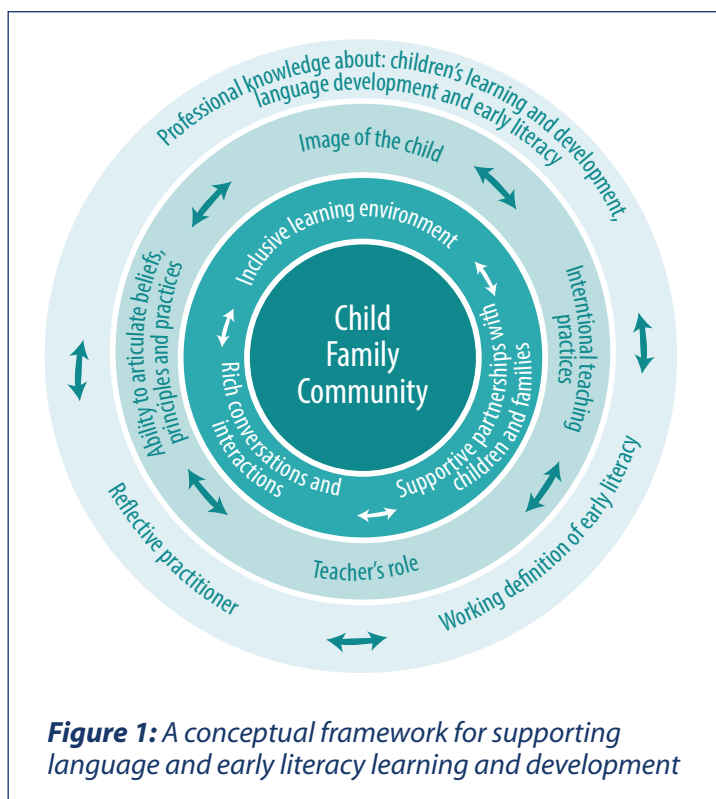 Professional knowledge about: children's learning and development,
language development and early literacy
Image of the child
Inclusive learning environment
Child
Family
Community
Ability to articulate beliefs,
principles and practices
Interntional teaching
practices
Rich conversations and
interactions
Supportive partnerships with
children and families
Teacher's role
Reflective practitioner
Working definition of early literacy
Figure 1: A conceptual framework for supporting
language and early literacy learning and development